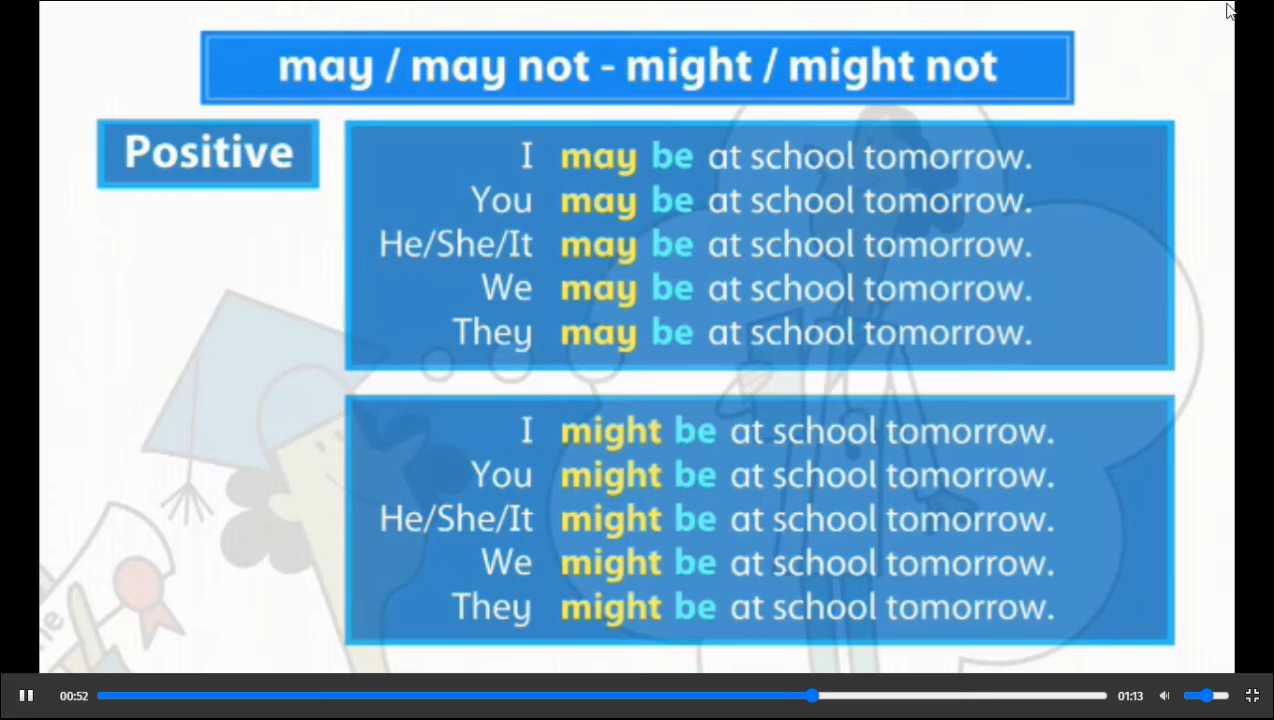 may / may not - might / might not
Positive
I may be at school tomorrow.
You may be at school tomorrow.
He/She/It may be at school tomorrow.
We may be at school tomorrow.
They may be at school tomorrow.
I might be at school tomorrow.
You might be at school tomorrow.
He/She/It might be at school tomorrow.
We might be at school tomorrow.
They might be at school tomorrow.
00:52
01:13